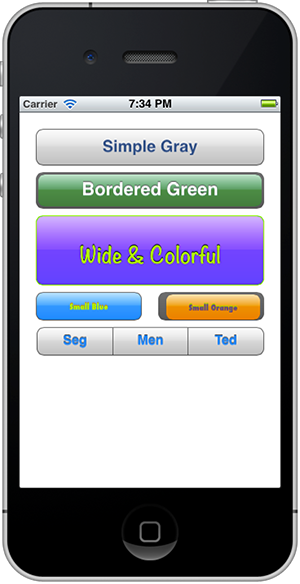 Carrier 7:34 PM
Simple Gray
Bordered Green
Wide & Colorful
Small Blue Small Orange
Seg Men Ted